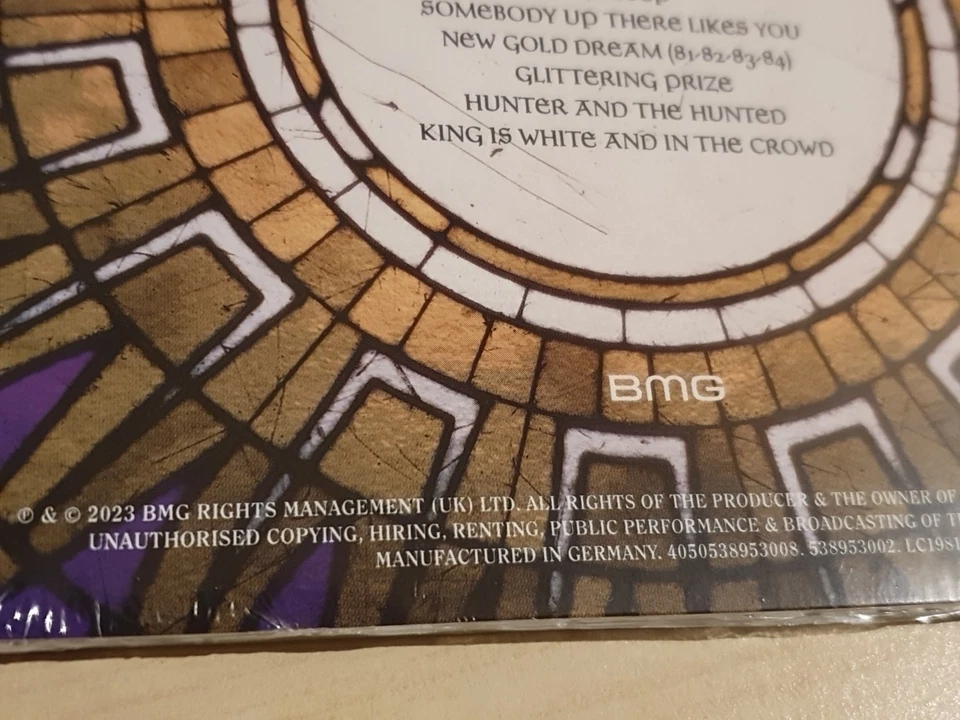 SOMEBODY UP THERE LIKES YOU
NEW GOLD DREAM (81-82-83-84)
GLITTERING PRIZE
HUNTER AND THE HUNTED
KING IS WHITE AND IN THE CROWD
BMG
℗ & © 2023 BMG RIGHTS MANAGEMENT (UK) LTD. ALL RIGHTS OF THE PRODUCER & THE OWNER OF
UNAUTHORISED COPYING, HIRING, RENTING, PUBLIC PERFORMANCE & BROADCASTING OF
MANUFACTURED IN GERMANY. 4050538953008. 538953002. LC1981